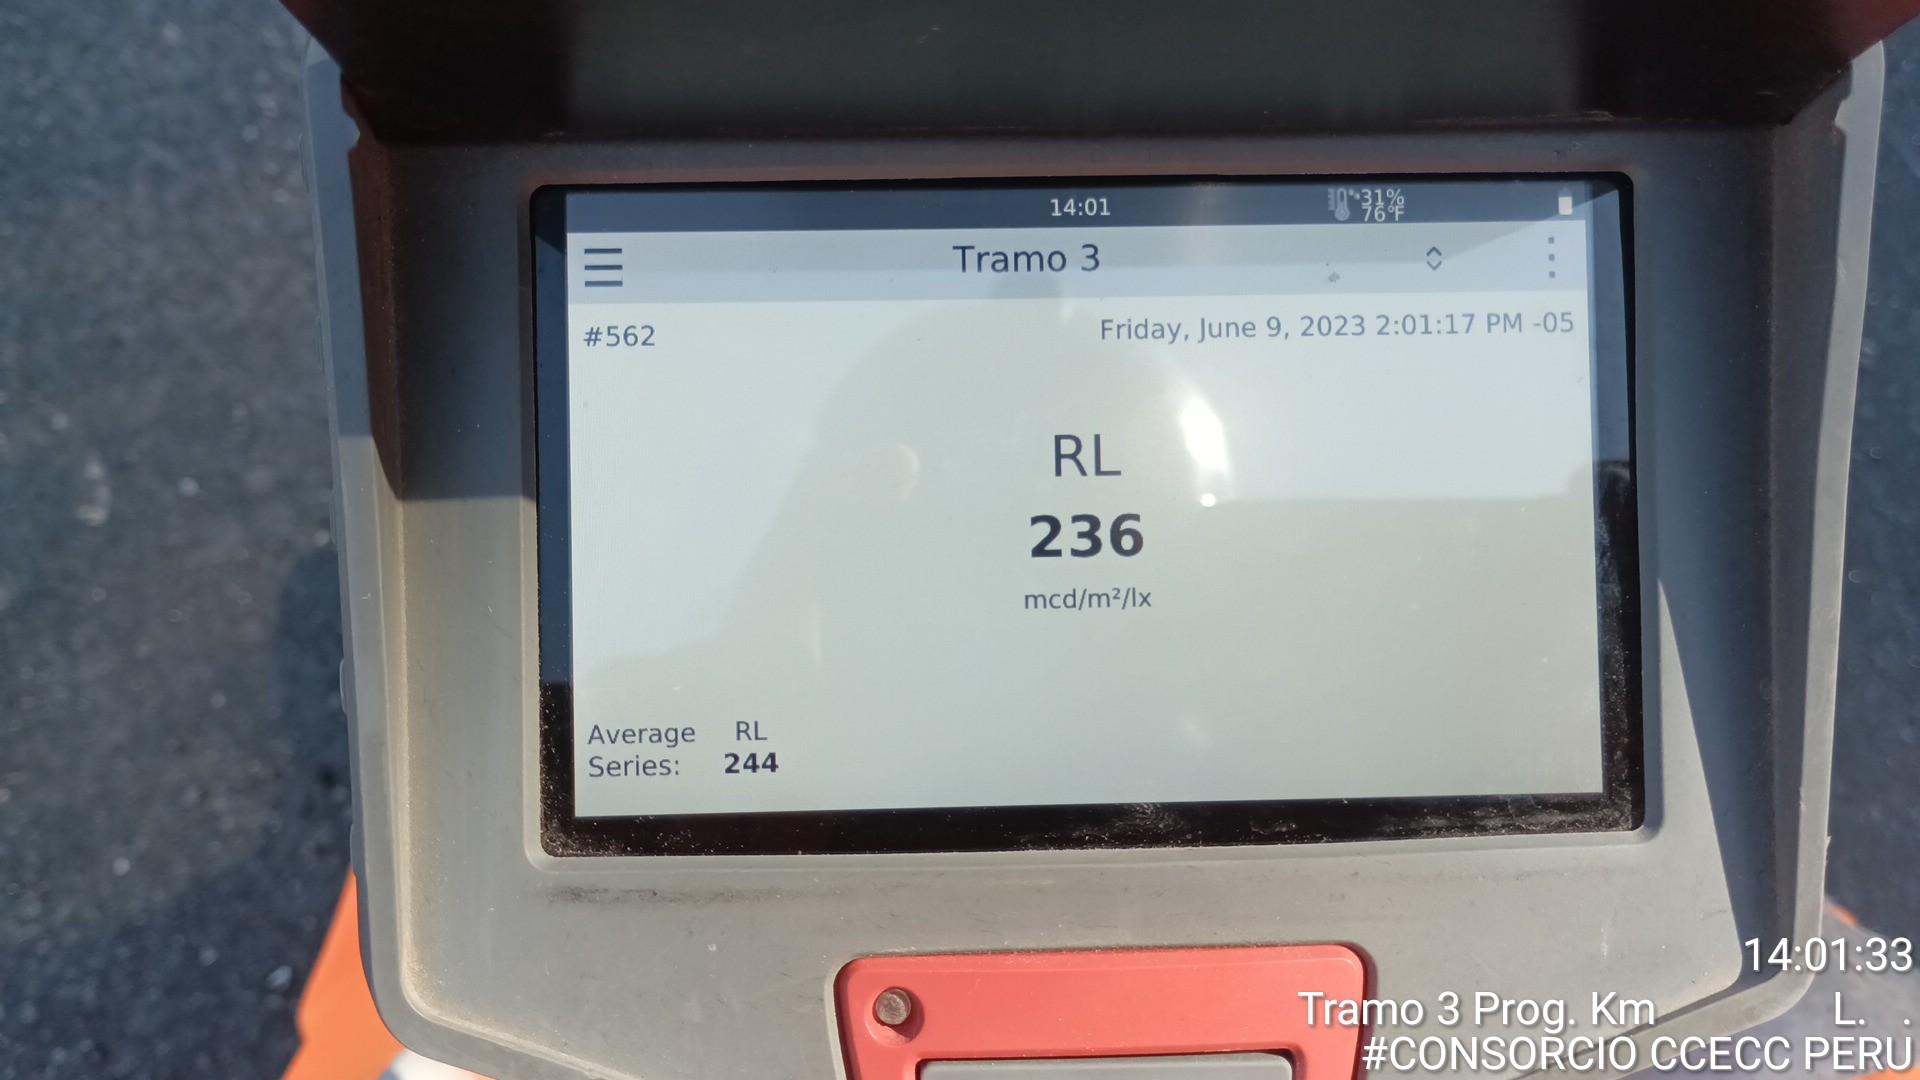 14:01
31%
76°F
Tramo 3
#562
Friday, June 9, 2023 2:01:17 PM -05
RL
236
mcd/m²/lx
Average RL
Series: 244
14:01:33
Tramo 3 Prog. Km L. .
#CONSORCIO CCECC PERU